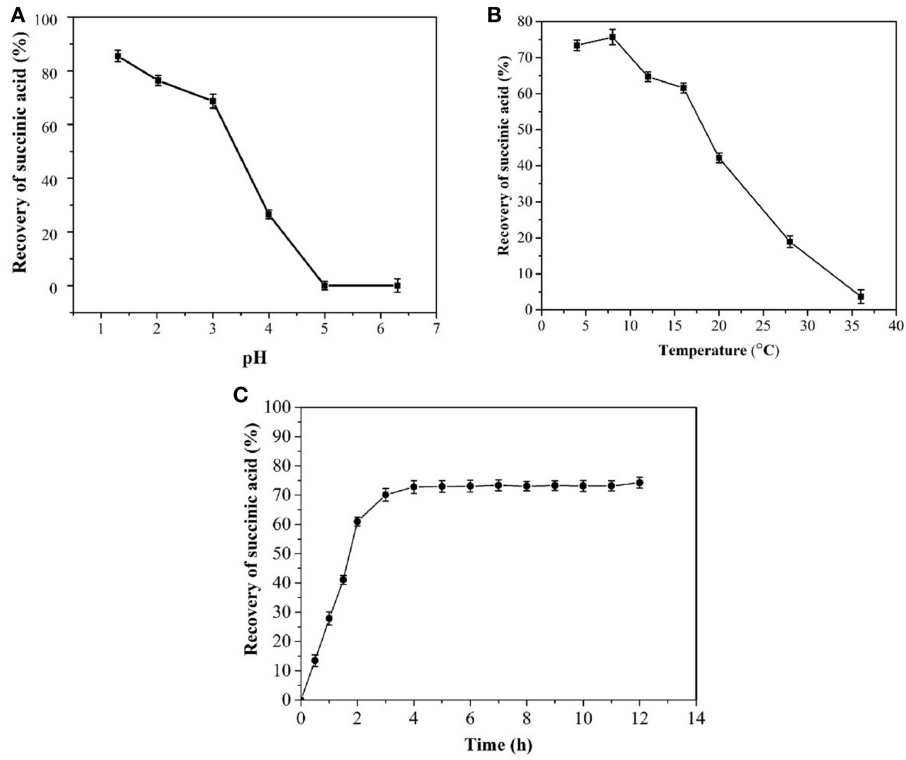 A
Recovery of succinic acid (%)
100
80
60
40
20
0
1 2 3 4 5 6 7
pH
B
Recovery of succinic acid (%)
80
70
60
50
40
30
20
10
0
0 5 10 15 20 25 30 35 40
Temperature (°C)
C
Recovery of succinic acid (%)
100
90
80
70
60
50
40
30
20
10
0
0 2 4 6 8 10 12 14
Time (h)